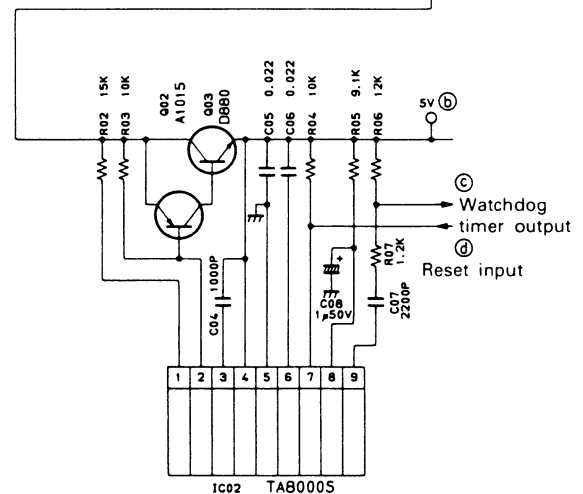 R02 15K
R03 10K
Q02 A1015
Q03 D880
C05 0.022
C06 0.022
R04 10K
R05 9.1K
R06 12K
5V ⓑ
ⓒ
Watchdog
timer output
ⓓ
Reset input
R07 1.2K
C07 2200P
C04 1000P
+
C08
1μ50V
1 2 3 4 5 6 7 8 9
IC02 TA8000S